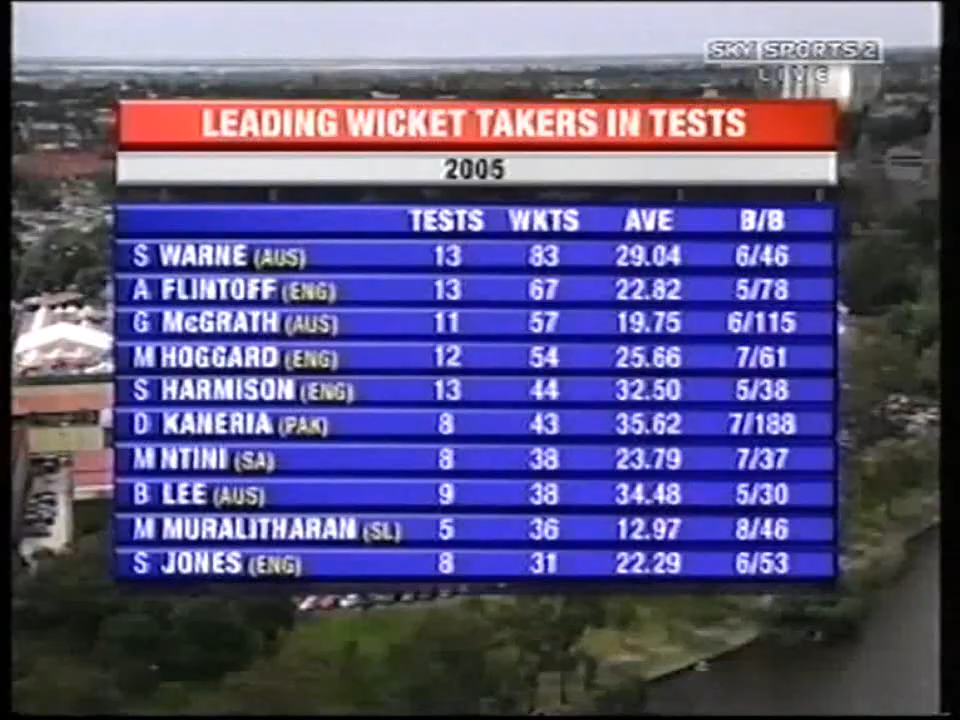 SKY SPORTS 2
LIVE
LEADING WICKET TAKERS IN TESTS
2005
TESTS WKTS AVE B/B
S WARNE (AUS) 13 83 29.04 6/46
A FLINTOFF (ENG) 13 67 22.82 5/78
G McGRATH (AUS) 11 57 19.75 6/115
M HOGGARD (ENG) 12 54 25.66 7/61
S HARMISON (ENG) 13 44 32.50 5/38
D KANERIA (PAK) 8 43 35.62 7/188
M NTINI (SA) 8 38 23.79 7/37
B LEE (AUS) 9 38 34.48 5/30
M MURALITHARAN (SL) 5 36 12.97 8/46
S JONES (ENG) 8 31 22.29 6/53